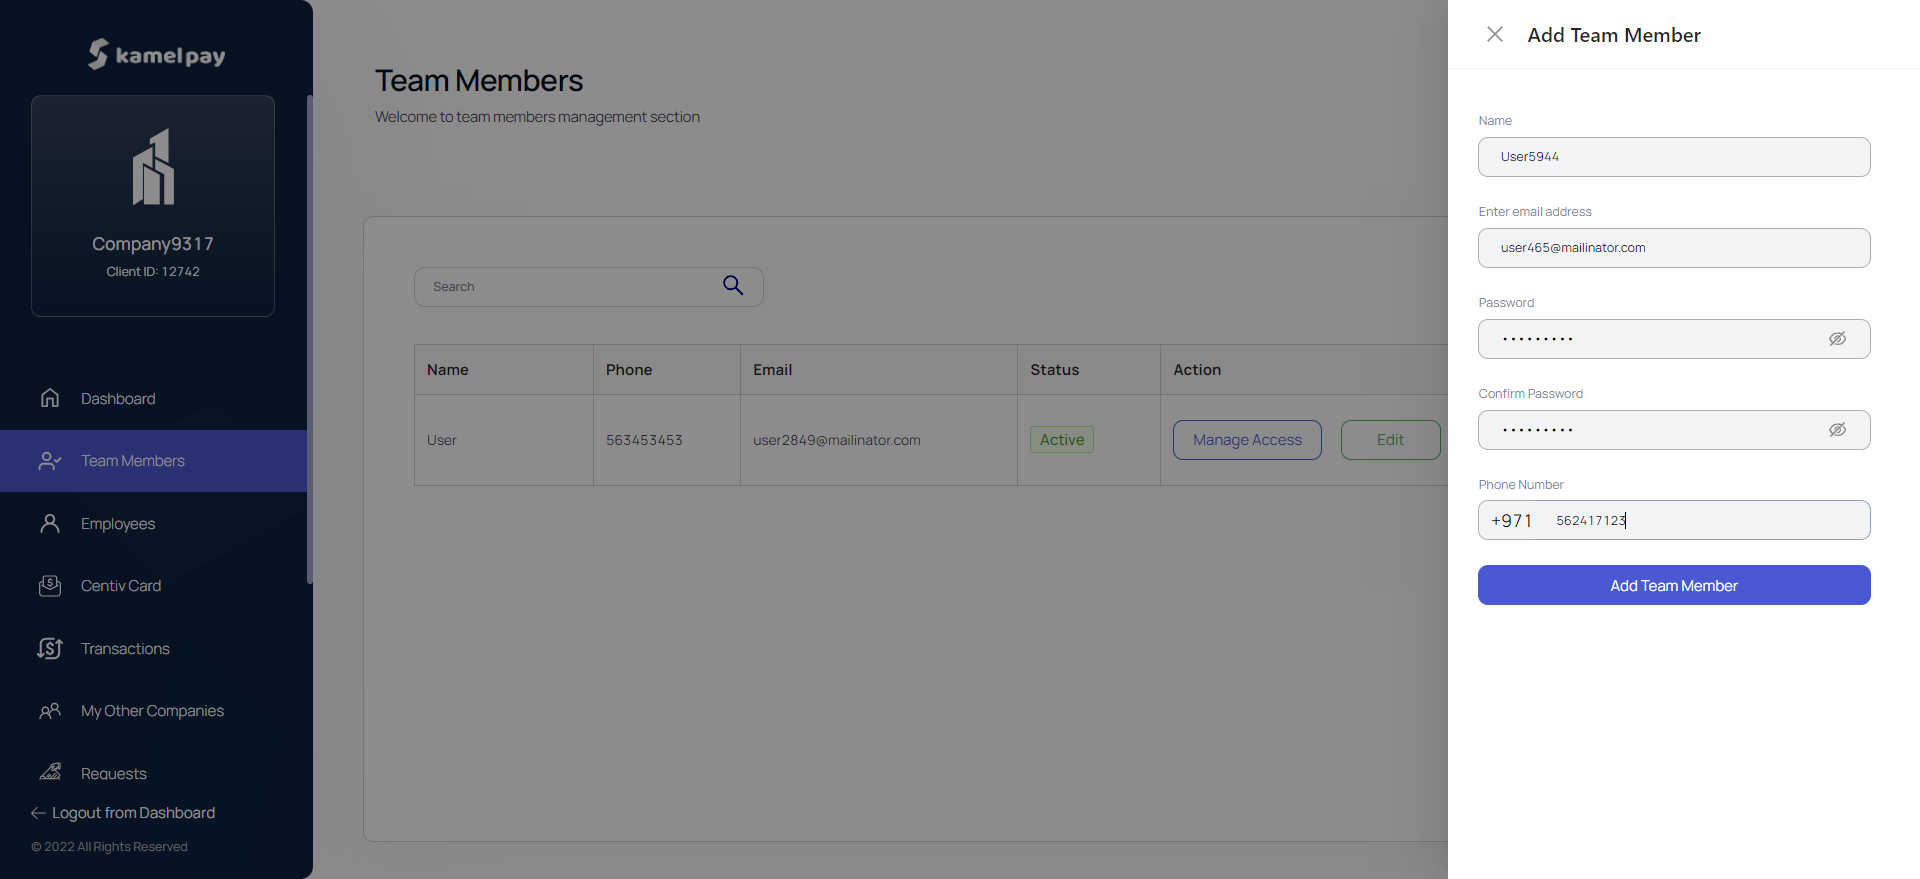 kamelpay
Company9317
Client ID: 12742
Dashboard
Team Members
Employees
Centiv Card
Transactions
My Other Companies
Requests
Logout from Dashboard
© 2022 All Rights Reserved
Team Members
Welcome to team members management section
Search
Name Phone Email Status Action
User 563453453 user2849@mailinator.com Active Manage Access Edit
Add Team Member
Name
User5944
Enter email address
user465@mailinator.com
Password
•••••••••
Confirm Password
•••••••••
Phone Number
+971 562417123
Add Team Member